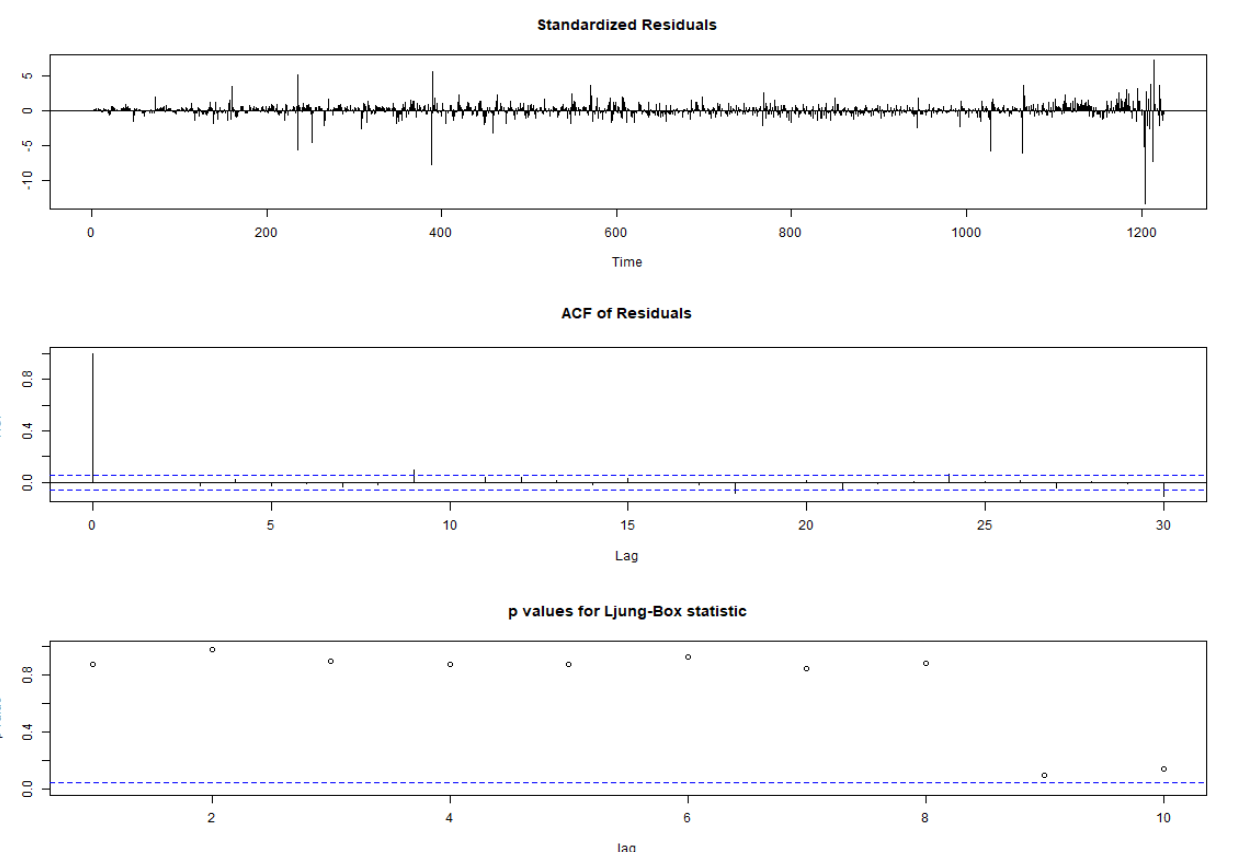 Standardized Residuals
5
0
-5
-10
0 200 400 600 800 1000 1200
Time
ACF of Residuals
0.8
0.4
0.0
0 5 10 15 20 25 30
Lag
p values for Ljung-Box statistic
0.8
0.4
0.0
2 4 6 8 10
lag